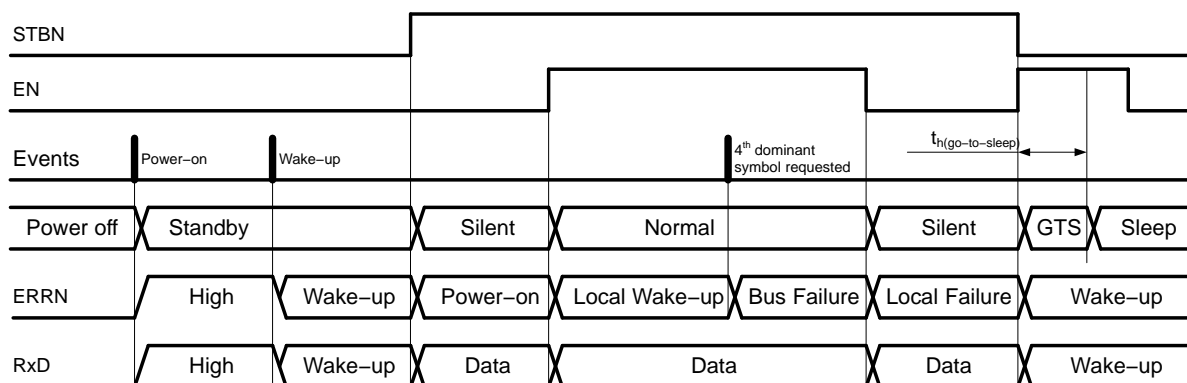 STBN
EN
Events
Power−on
Wake−up
4th dominant
symbol requested
th(go−to−sleep)
Power off
Standby
Silent
Normal
Silent
GTS
Sleep
ERRN
High
Wake−up
Power−on
Local Wake−up
Bus Failure
Local Failure
Wake−up
RxD
High
Wake−up
Data
Data
Data
Wake−up